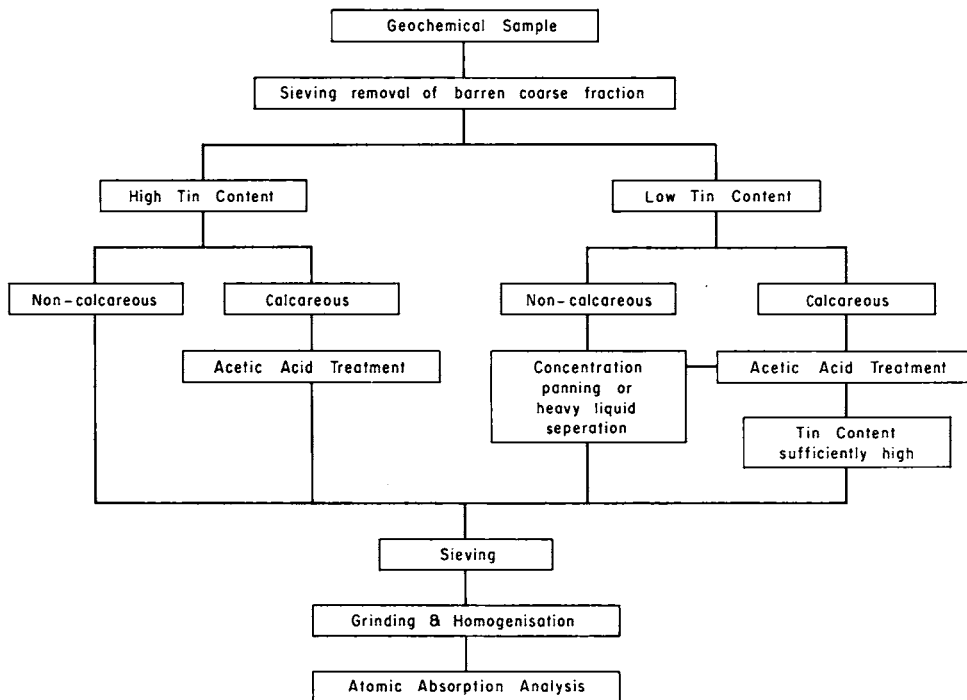 Geochemical Sample
Sieving removal of barren coarse fraction
High Tin Content
Low Tin Content
Non-calcareous
Calcareous
Non-calcareous
Calcareous
Acetic Acid Treatment
Concentration
panning or
heavy liquid
seperation
Acetic Acid Treatment
Tin Content
sufficiently high
Sieving
Grinding & Homogenisation
Atomic Absorption Analysis